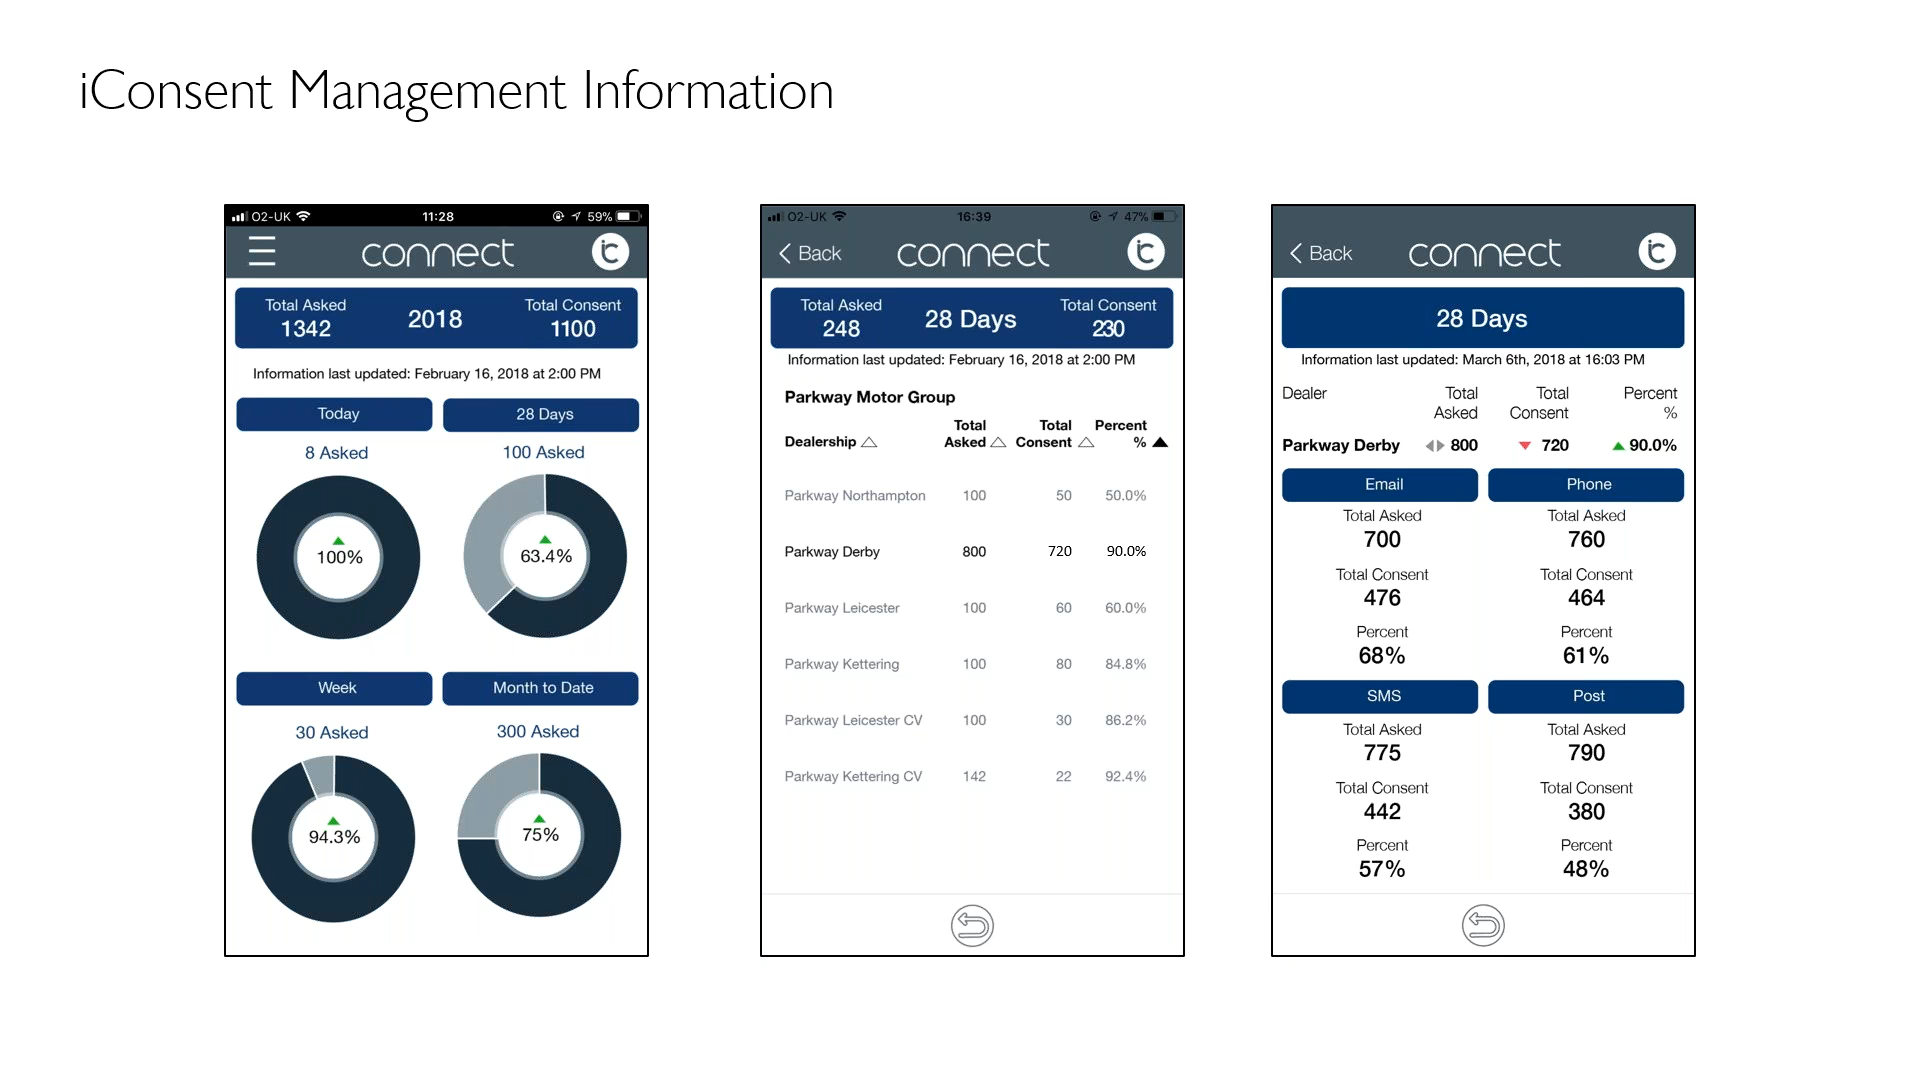 iConsent Management Information
O2-UK 11:28 59%
connect ic
Total Asked 2018 Total Consent
1342 1100
Information last updated: February 16, 2018 at 2:00 PM
Today 28 Days
8 Asked 100 Asked
100% 63.4%
Week Month to Date
30 Asked 300 Asked
94.3% 75%
O2-UK 16:39 47%
Back connect ic
Total Asked 28 Days Total Consent
248 230
Information last updated: February 16, 2018 at 2:00 PM
Parkway Motor Group
Total Total Percent
Dealership Asked Consent %
Parkway Northampton 100 50 50.0%
Parkway Derby 800 720 90.0%
Parkway Leicester 100 60 60.0%
Parkway Kettering 100 80 84.8%
Parkway Leicester CV 100 30 86.2%
Parkway Kettering CV 142 22 92.4%
Back connect ic
28 Days
Information last updated: March 6th, 2018 at 16:03 PM
Dealer Total Total Percent
Asked Consent %
Parkway Derby 800 720 90.0%
Email Phone
Total Asked Total Asked
700 760
Total Consent Total Consent
476 464
Percent Percent
68% 61%
SMS Post
Total Asked Total Asked
775 790
Total Consent Total Consent
442 380
Percent Percent
57% 48%